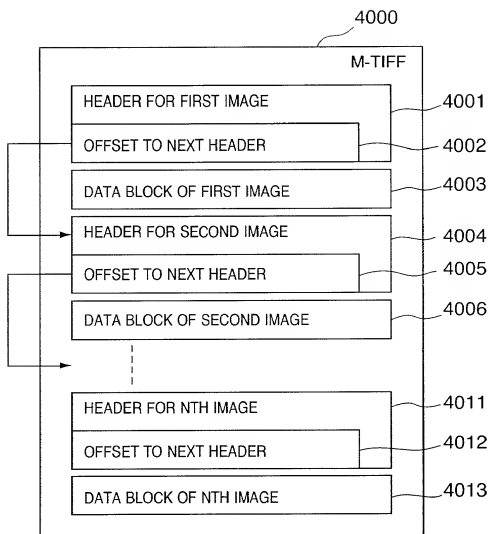 4000
M-TIFF
HEADER FOR FIRST IMAGE
4001
OFFSET TO NEXT HEADER
4002
DATA BLOCK OF FIRST IMAGE
4003
HEADER FOR SECOND IMAGE
4004
OFFSET TO NEXT HEADER
4005
DATA BLOCK OF SECOND IMAGE
4006
HEADER FOR NTH IMAGE
4011
OFFSET TO NEXT HEADER
4012
DATA BLOCK OF NTH IMAGE
4013